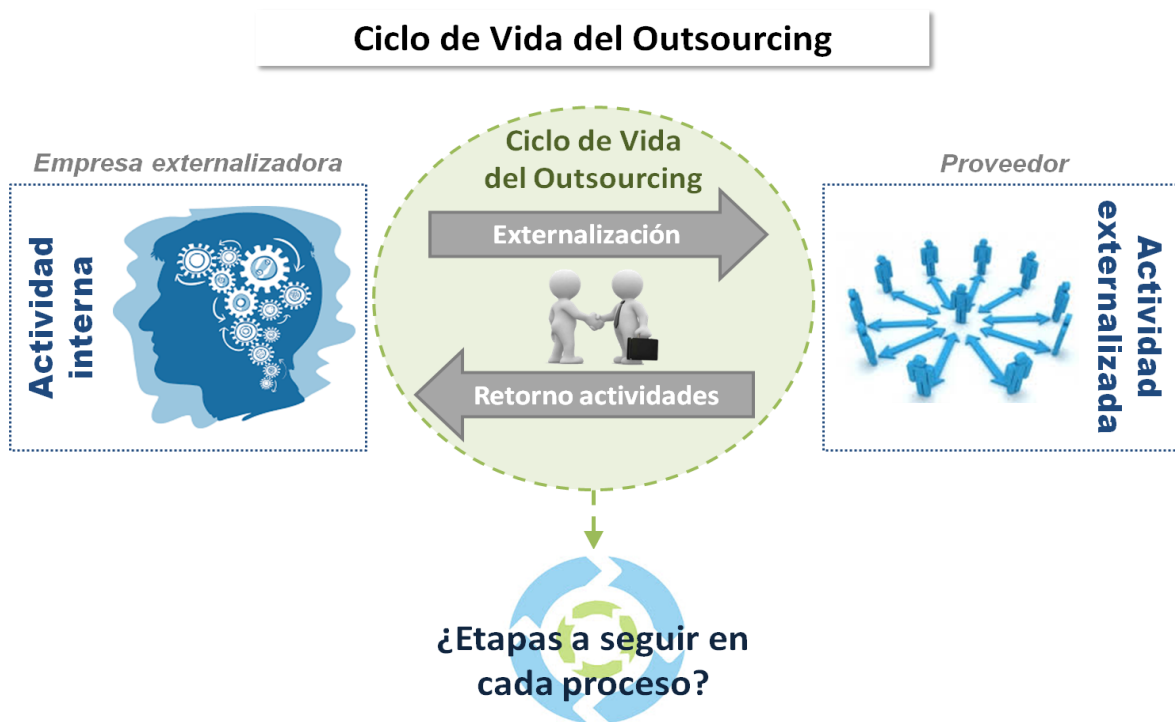 Ciclo de Vida del Outsourcing
Empresa externalizadora
Actividad
interna
Ciclo de Vida
del Outsourcing
Externalización
Retorno actividades
Proveedor
Actividad
externalizada
¿Etapas a seguir en
cada proceso?